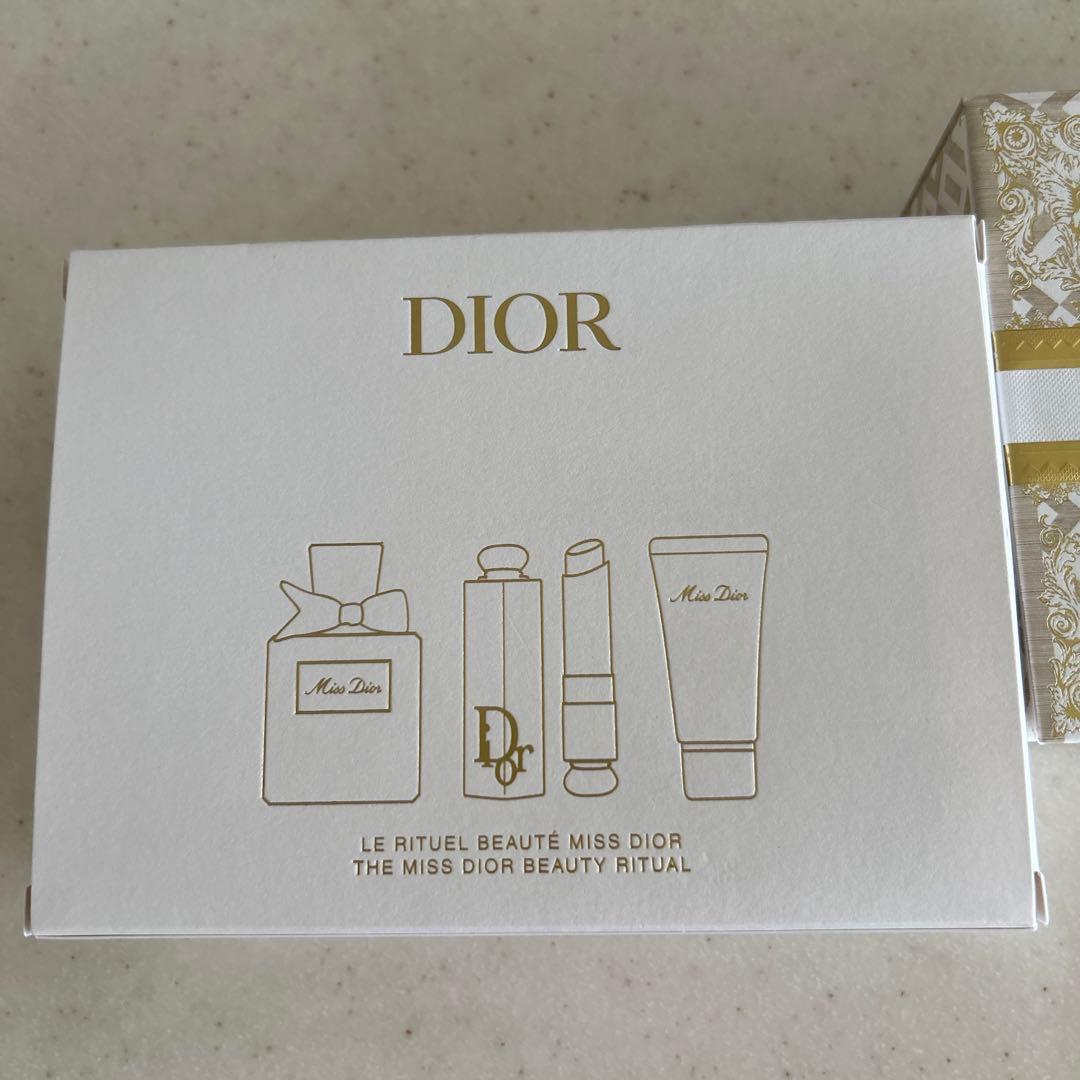 DIOR
Miss Dior
Dior
Miss Dior
LE RITUEL BEAUTÉ MISS DIOR
THE MISS DIOR BEAUTY RITUAL